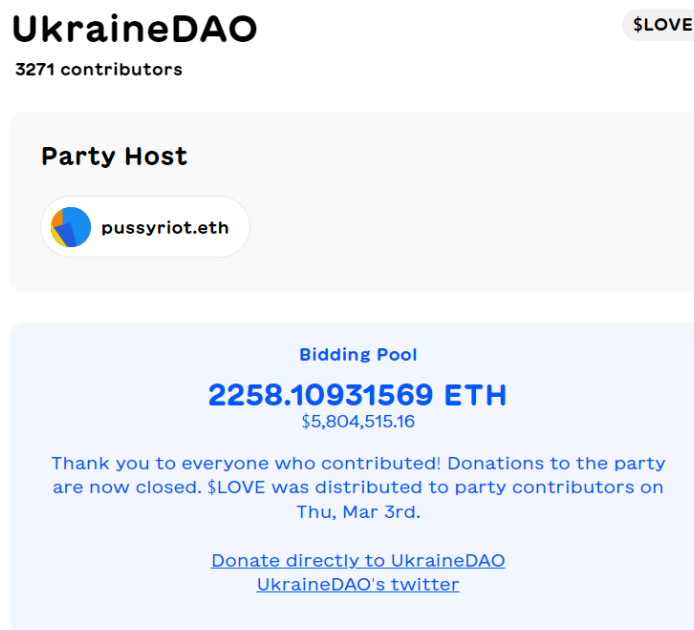 UkraineDAO
$LOVE
3271 contributors
Party Host
pussyriot.eth
Bidding Pool
2258.10931569 ETH
$5,804,515.16
Thank you to everyone who contributed! Donations to the party
are now closed. $LOVE was distributed to party contributors on
Thu, Mar 3rd.
Donate directly to UkraineDAO
UkraineDAO's twitter